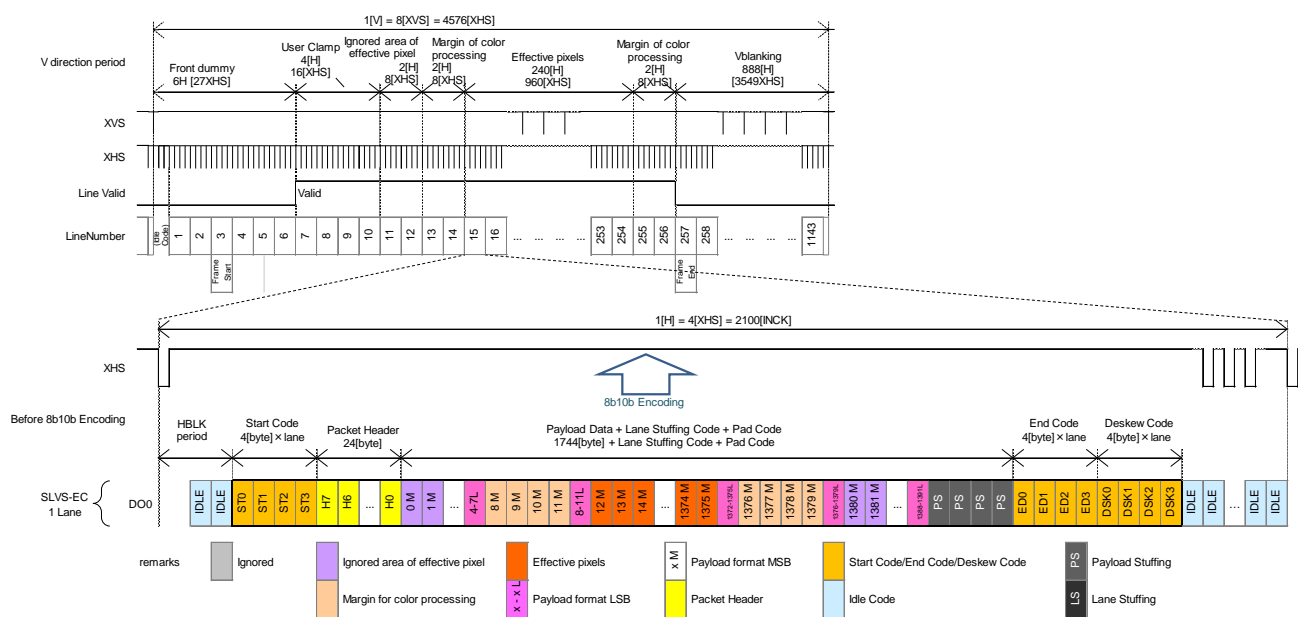 1[V] = 8[XVS] = 4576[XHS]
V direction period
Front dummy
6H [27XHS]
User Clamp
4[H]
16[XHS]
Ignored area of
effective pixel
2[H]
8[XHS]
Margin of color
processing
2[H]
8[XHS]
Effective pixels
240[H]
960[XHS]
Margin of color
processing
2[H]
8[XHS]
Vblanking
888[H]
[3549XHS]
XVS
XHS
Line Valid
Valid
LineNumber
(Idle Code) 1 2 3 4 5 6 7 8 9 10 11 12 13 14 15 16 ... ... ... 253 254 255 256 257 258 ... ... ... 1143
Frame Start
Frame End
1[H] = 4[XHS] = 2100[INCK]
XHS
8b10b Encoding
Before 8b10b Encoding
HBLK
period
Start Code
4[byte] × lane
Packet Header
24[byte]
Payload Data + Lane Stuffing Code + Pad Code
1744[byte] + Lane Stuffing Code + Pad Code
End Code
4[byte] × lane
Deskew Code
4[byte] × lane
SLVS-EC
1 Lane
DO0
IDLE IDLE ST0 ST1 ST2 ST3 H7 H6 ... H0 0 M 1 M ... 4-7L 8 M 9 M 10 M 11 M 8-11L 12 M 13 M 14 M ... 1374 M 1375 M 1372-1375L 1376 M 1377 M 1378 M 1379 M 1376-1379L 1380 M 1381 M ... 1388-1391L PS PS PS PS ED0 ED1 ED2 ED3 DSK0 DSK1 DSK2 DSK3 IDLE IDLE ... IDLE IDLE
remarks
Ignored
Ignored area of effective pixel
Effective pixels
x M
Payload format MSB
Start Code/End Code/Deskew Code
PS
Payload Stuffing
Margin for color processing
x - x L
Payload format LSB
Packet Header
Idle Code
LS
Lane Stuffing